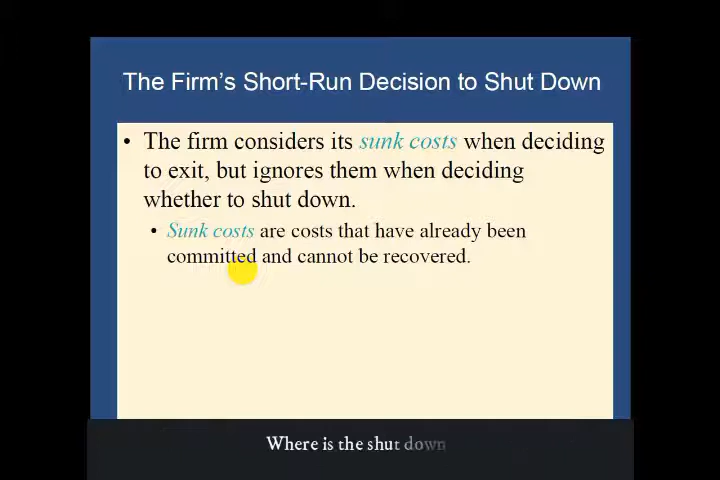 The Firm's Short-Run Decision to Shut Down
• The firm considers its sunk costs when deciding
to exit, but ignores them when deciding
whether to shut down.
• Sunk costs are costs that have already been
committed and cannot be recovered.
Where is the shut down